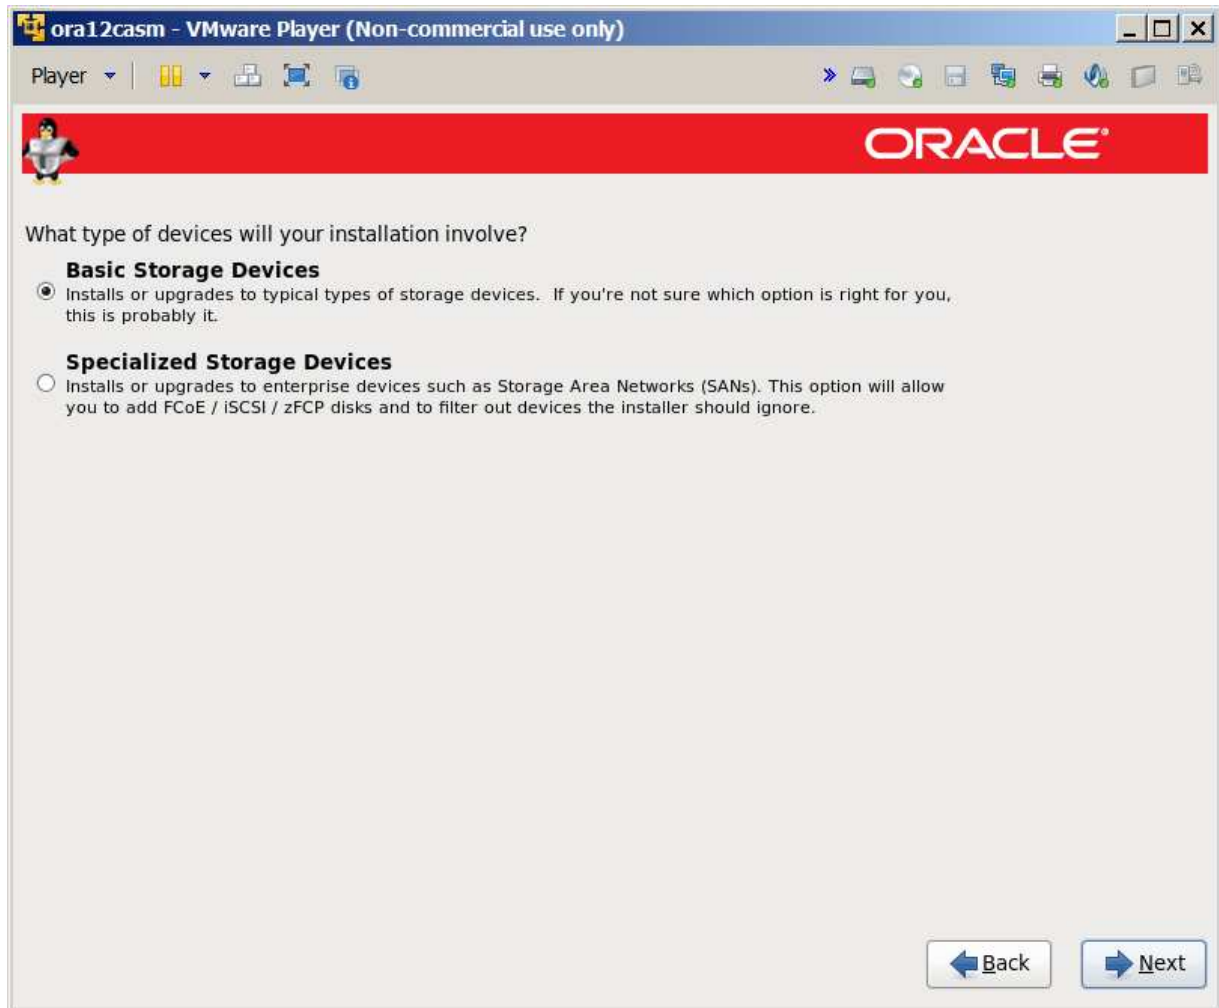 ora12casm - VMware Player (Non-commercial use only)
Player
ORACLE®
What type of devices will your installation involve?
Basic Storage Devices
Installs or upgrades to typical types of storage devices.  If you're not sure which option is right for you,
this is probably it.
Specialized Storage Devices
Installs or upgrades to enterprise devices such as Storage Area Networks (SANs). This option will allow
you to add FCoE / iSCSI / zFCP disks and to filter out devices the installer should ignore.
Back
Next